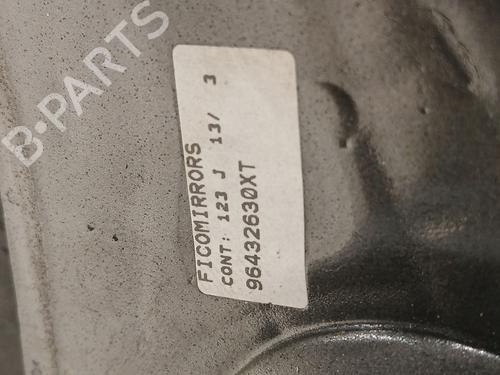 B-PARTS
FICOMIRRORS
CONT: 123 J 13/ 3
96432630XT